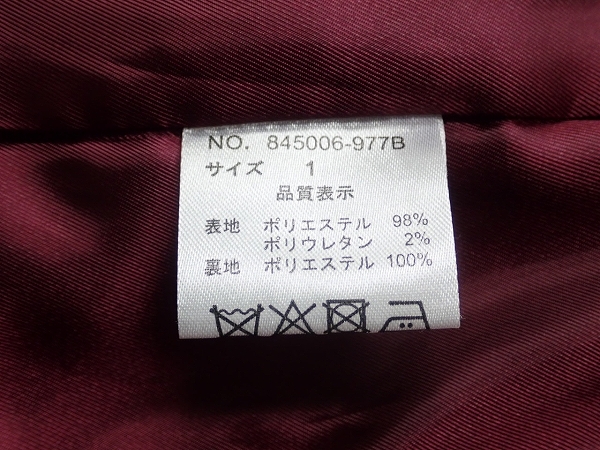 NO. 845006-977B
サイズ 1
品質表示
表地 ポリエステル 98%
ポリウレタン 2%
裏地 ポリエステル 100%